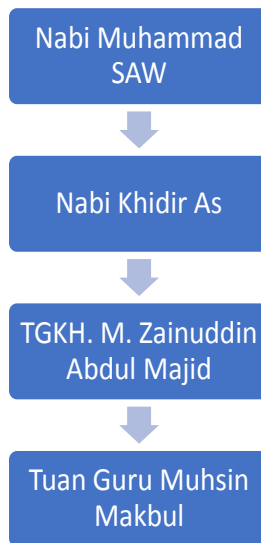 Nabi Muhammad
SAW
Nabi Khidir As
TGKH. M. Zainuddin
Abdul Majid
Tuan Guru Muhsin
Makbul